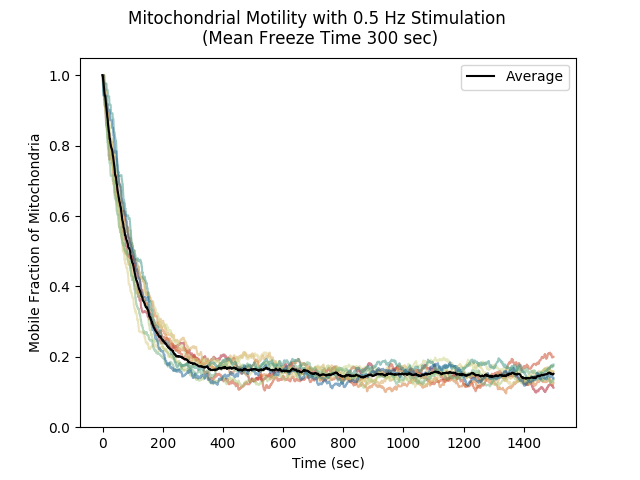 Mitochondrial Motility with 0.5 Hz Stimulation
(Mean Freeze Time 300 sec)
Average
Mobile Fraction of Mitochondria
1.0
0.8
0.6
0.4
0.2
0.0
0 200 400 600 800 1000 1200 1400
Time (sec)